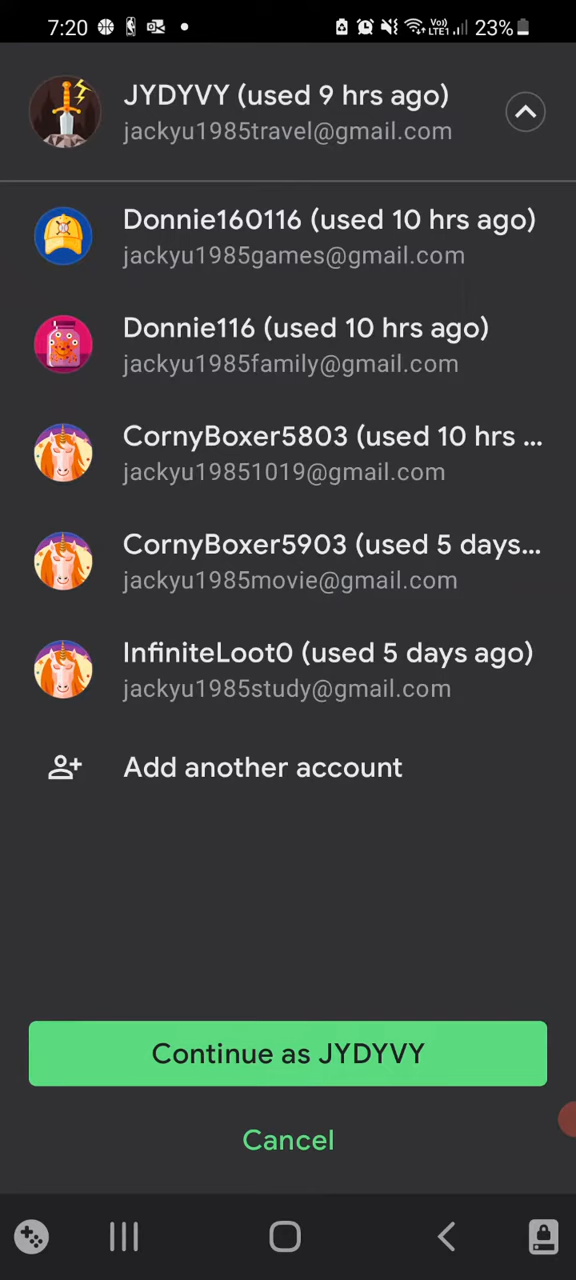 7:20
Vo)) LTE1 23%
JYDYVY (used 9 hrs ago)
jackyu1985travel@gmail.com
Donnie160116 (used 10 hrs ago)
jackyu1985games@gmail.com
Donnie116 (used 10 hrs ago)
jackyu1985family@gmail.com
CornyBoxer5803 (used 10 hrs ...
jackyu19851019@gmail.com
CornyBoxer5903 (used 5 days...
jackyu1985movie@gmail.com
InfiniteLoot0 (used 5 days ago)
jackyu1985study@gmail.com
Add another account
Continue as JYDYVY
Cancel